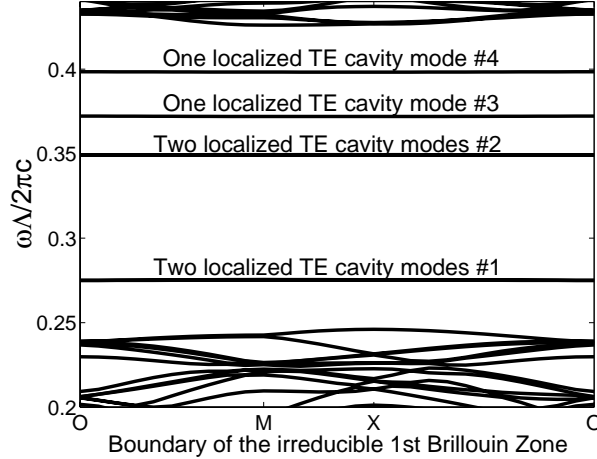 One localized TE cavity mode #4
0.4
One localized TE cavity mode #3
Two localized TE cavity modes #2
0.35
ωΛ/2πc
0.3
Two localized TE cavity modes #1
0.25
0.2
O M X O
Boundary of the irreducible 1st Brillouin Zone